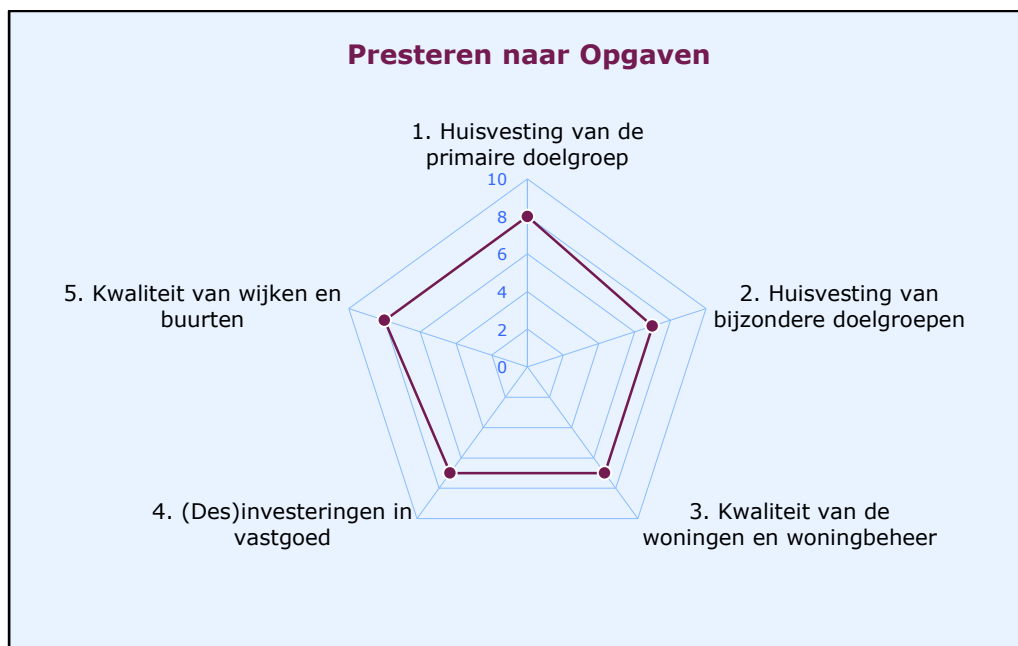 Presteren naar Opgaven
1. Huisvesting van de
primaire doelgroep
10
8
6
4
2
0
5. Kwaliteit van wijken en
buurten
2. Huisvesting van
bijzondere doelgroepen
4. (Des)investeringen in
vastgoed
3. Kwaliteit van de
woningen en woningbeheer